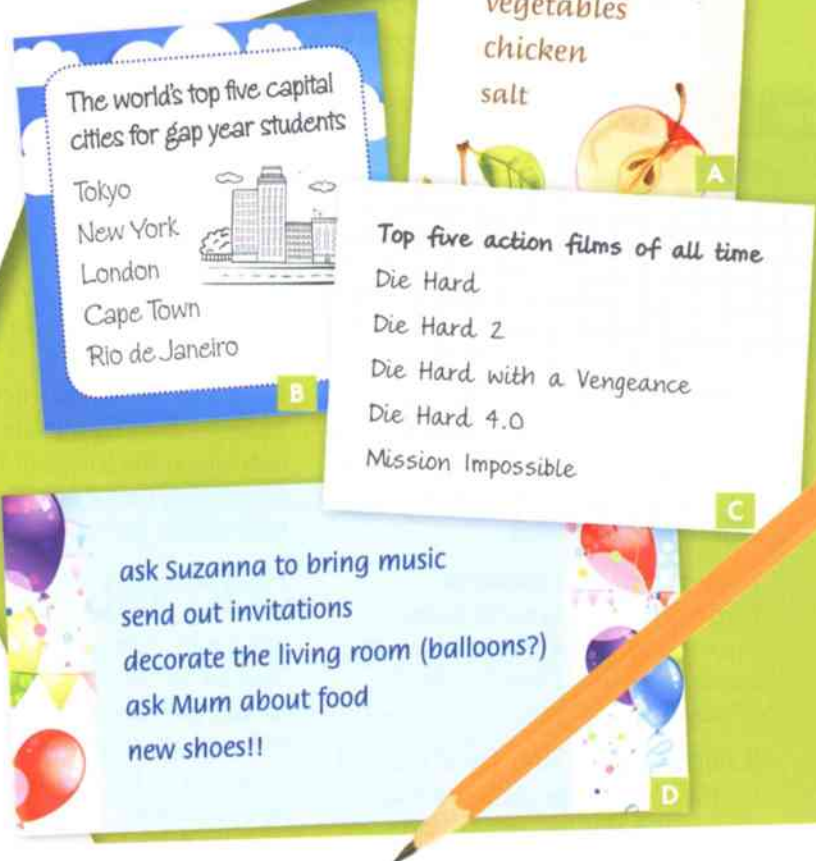 vegetables
chicken
salt
A
The world's top five capital
cities for gap year students
Tokyo
New York
London
Cape Town
Rio de Janeiro
B
Top five action films of all time
Die Hard
Die Hard 2
Die Hard with a Vengeance
Die Hard 4.0
Mission Impossible
C
ask Suzanna to bring music
send out invitations
decorate the living room (balloons?)
ask Mum about food
new shoes!!
D